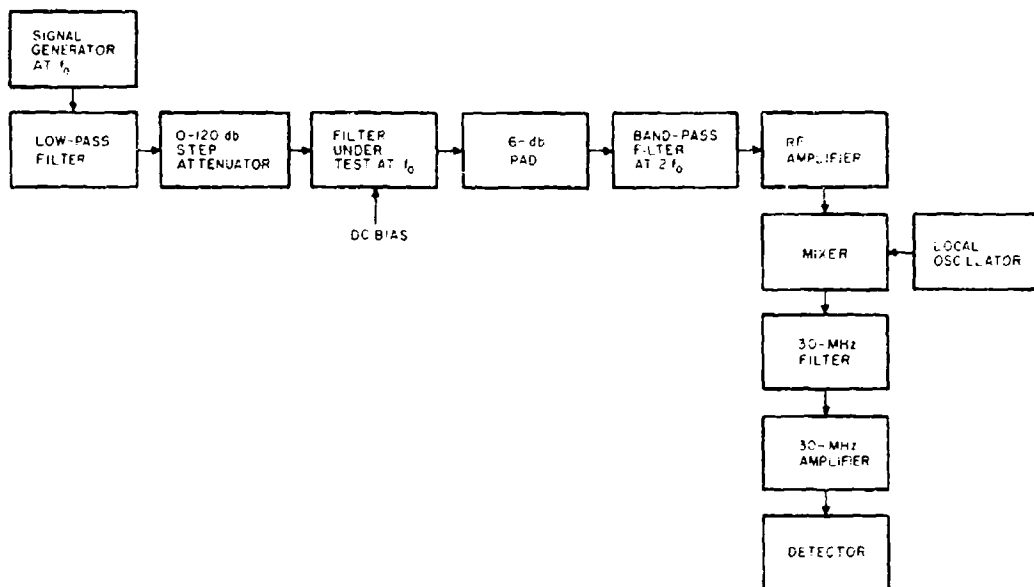 SIGNAL
GENERATOR
AT f₀
LOW-PASS
FILTER
0-120 db
STEP
ATTENUATOR
FILTER
UNDER
TEST AT f₀
DC BIAS
6-db
PAD
BAND-PASS
FILTER
AT 2f₀
RF
AMPLIFIER
MIXER
LOCAL
OSCILLATOR
30-MHz
FILTER
30-MHz
AMPLIFIER
DETECTOR